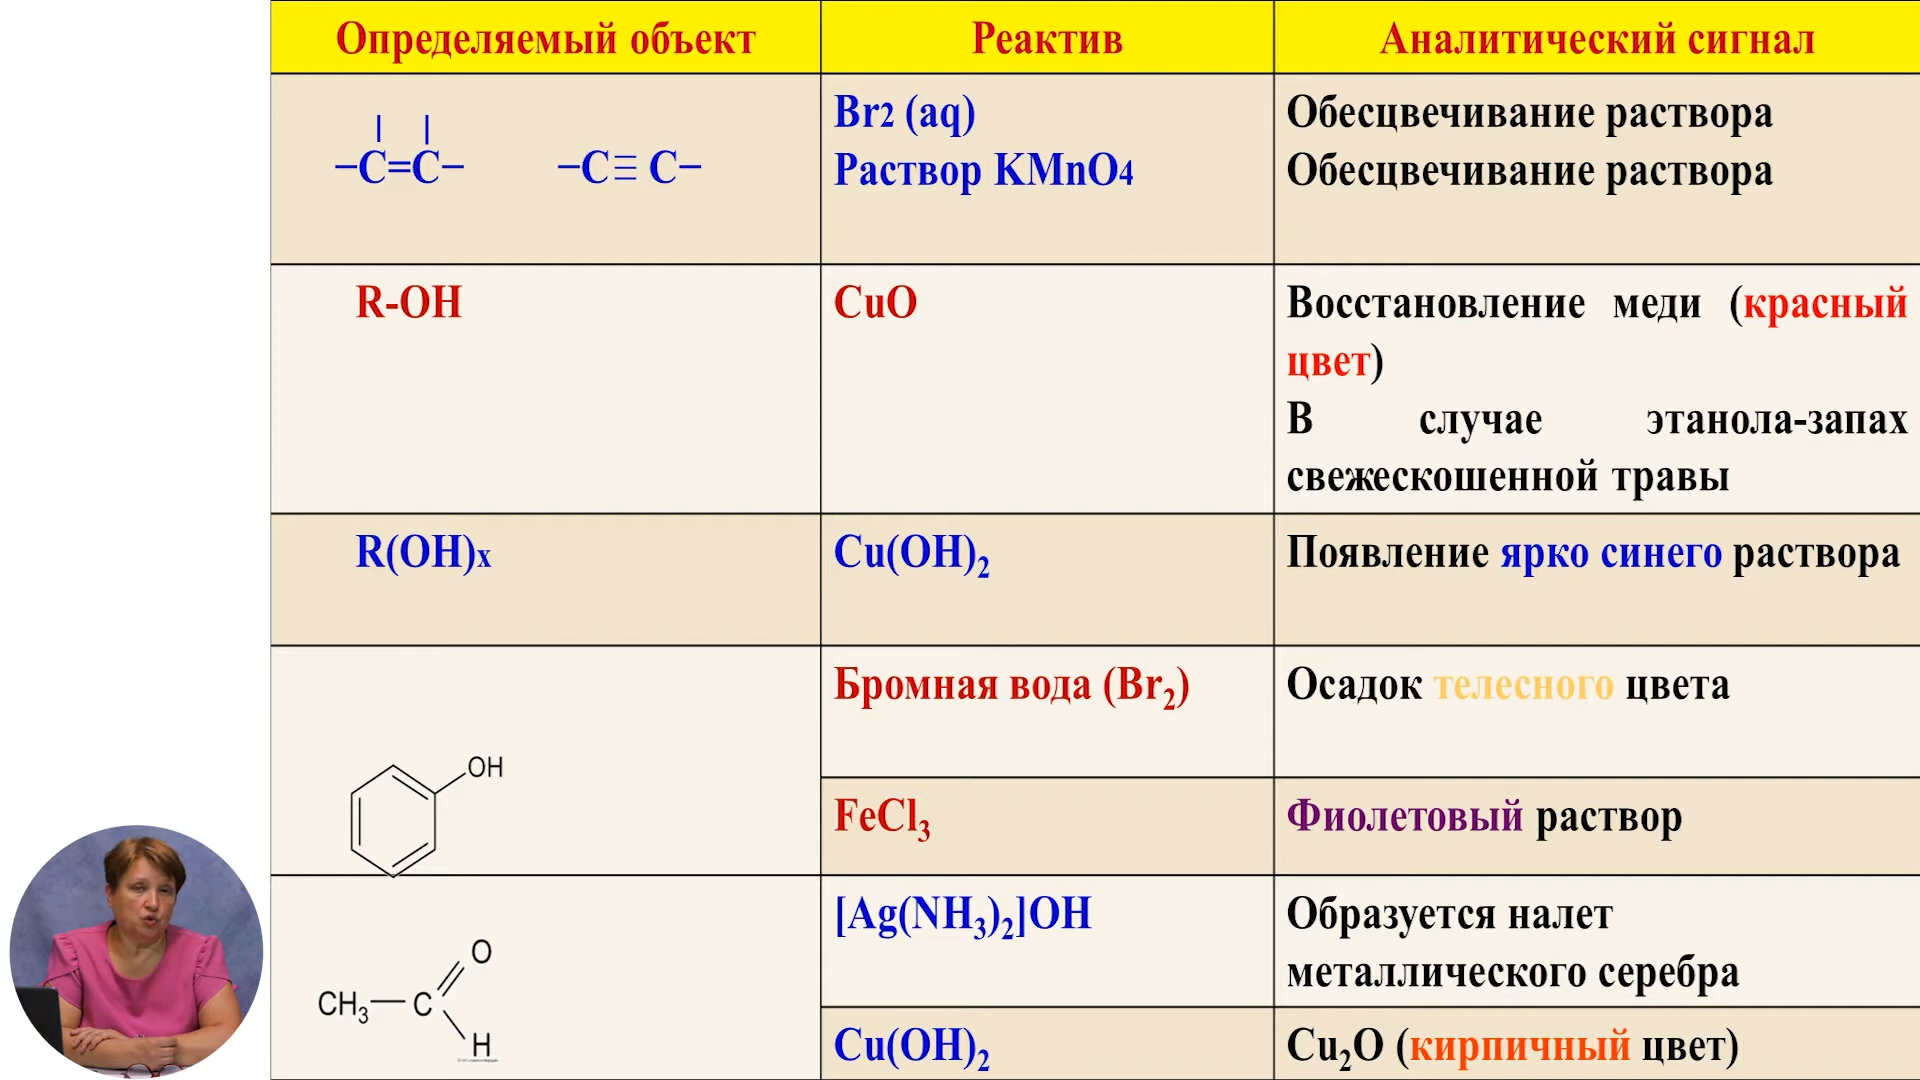 Определяемый объект
Реактив
Аналитический сигнал
–C=C–
–C≡C–
Br2 (aq)
Раствор KMnO4
Обесцвечивание раствора
Обесцвечивание раствора
R-OH
CuO
Восстановление меди (красный
цвет)
В случае этанола-запах
свежескошенной травы
R(OH)x
Cu(OH)₂
Появление ярко синего раствора
OH
Бромная вода (Br₂)
Осадок телесного цвета
FeCl₃
Фиолетовый раствор
CH₃–C
O
H
[Ag(NH₃)₂]OH
Образуется налет
металлического серебра
Cu(OH)₂
Cu₂O (кирпичный цвет)